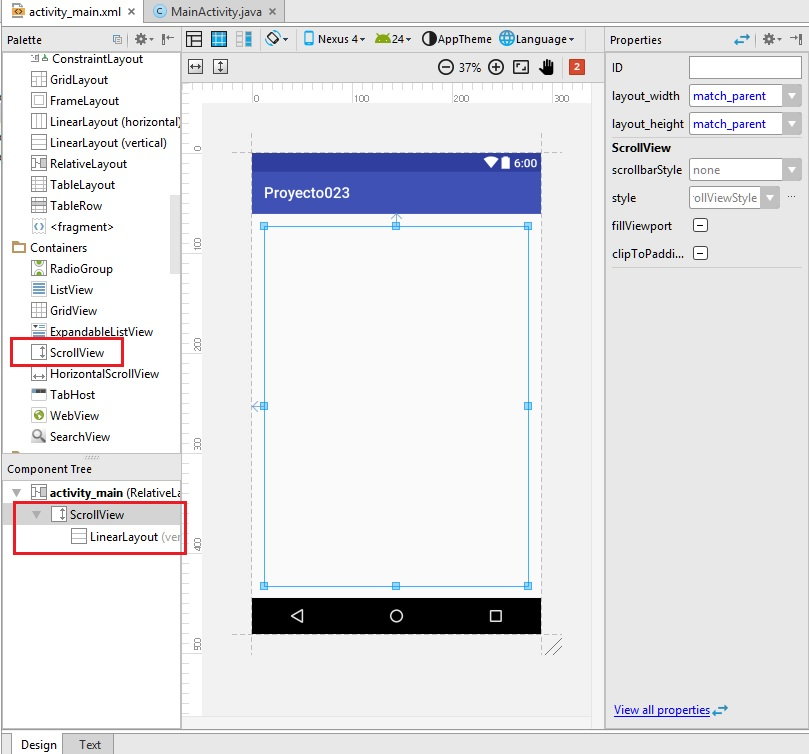 activity_main.xml
MainActivity.java
Palette
Nexus 4
24
AppTheme
Language
Properties
37%
2
ConstraintLayout
GridLayout
FrameLayout
LinearLayout (horizontal)
LinearLayout (vertical)
RelativeLayout
TableLayout
TableRow
<fragment>
Containers
RadioGroup
ListView
GridView
ExpandableListView
ScrollView
HorizontalScrollView
TabHost
WebView
SearchView
Component Tree
activity_main (RelativeLa
ScrollView
LinearLayout (ver
0 100 200 300
0
100
200
300
400
500
6:00
Proyecto023
ID
layout_width match_parent
layout_height match_parent
ScrollView
scrollbarStyle none
style ollViewStyle ...
fillViewport
clipToPaddi...
View all properties
Design Text